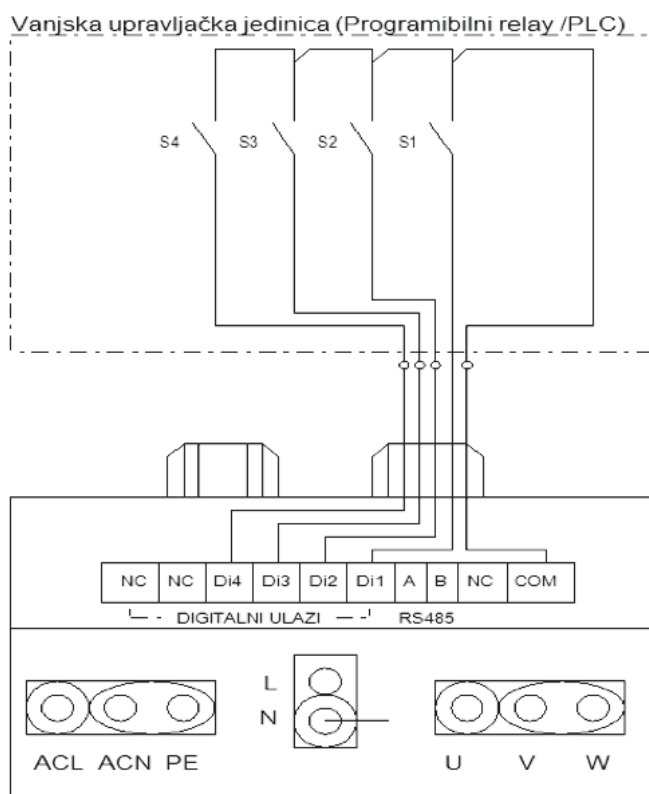 Vanjska upravljačka jedinica (Programibilni relay /PLC)
S4 S3 S2 S1
NC NC Di4 Di3 Di2 Di1 A B NC COM
DIGITALNI ULAZI RS485
L
N
ACL ACN PE U V W